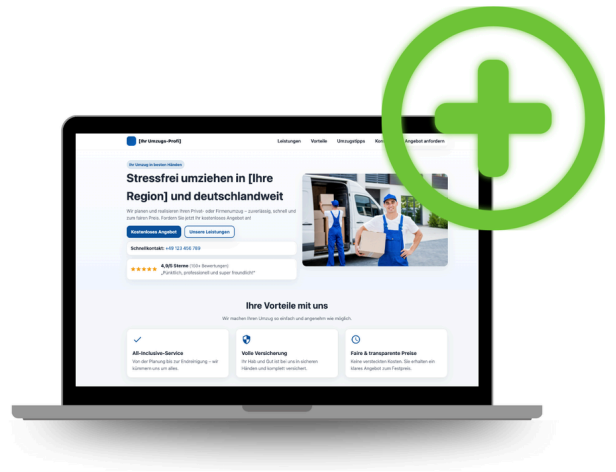 [Ihr Umzugs-Profi]
Leistungen Vorteile Umzugstipps Angebot anfordern
Ihr Umzug in besten Händen
Stressfrei umziehen in [Ihre
Region] und deutschlandweit
Wir planen und realisieren Ihren Privat- oder Firmenumzug – zuverlässig, schnell und
zum fairen Preis. Fordern Sie jetzt Ihr kostenloses Angebot an!
Kostenloses Angebot Unsere Leistungen
Schnellkontakt: +49 123 456 789
4,9/5 Sterne (150+ Bewertungen)
„Pünktlich, professionell und super freundlich!"
Ihre Vorteile mit uns
Wir machen Ihren Umzug so einfach und angenehm wie möglich.
All-Inclusive-Service
Von der Planung bis zur Endreinigung – wir
kümmern uns um alles.
Volle Versicherung
Ihr Hab und Gut ist bei uns in sicheren
Händen und komplett versichert.
Faire & transparente Preise
Keine versteckten Kosten. Sie erhalten ein
klares Angebot zum Festpreis.